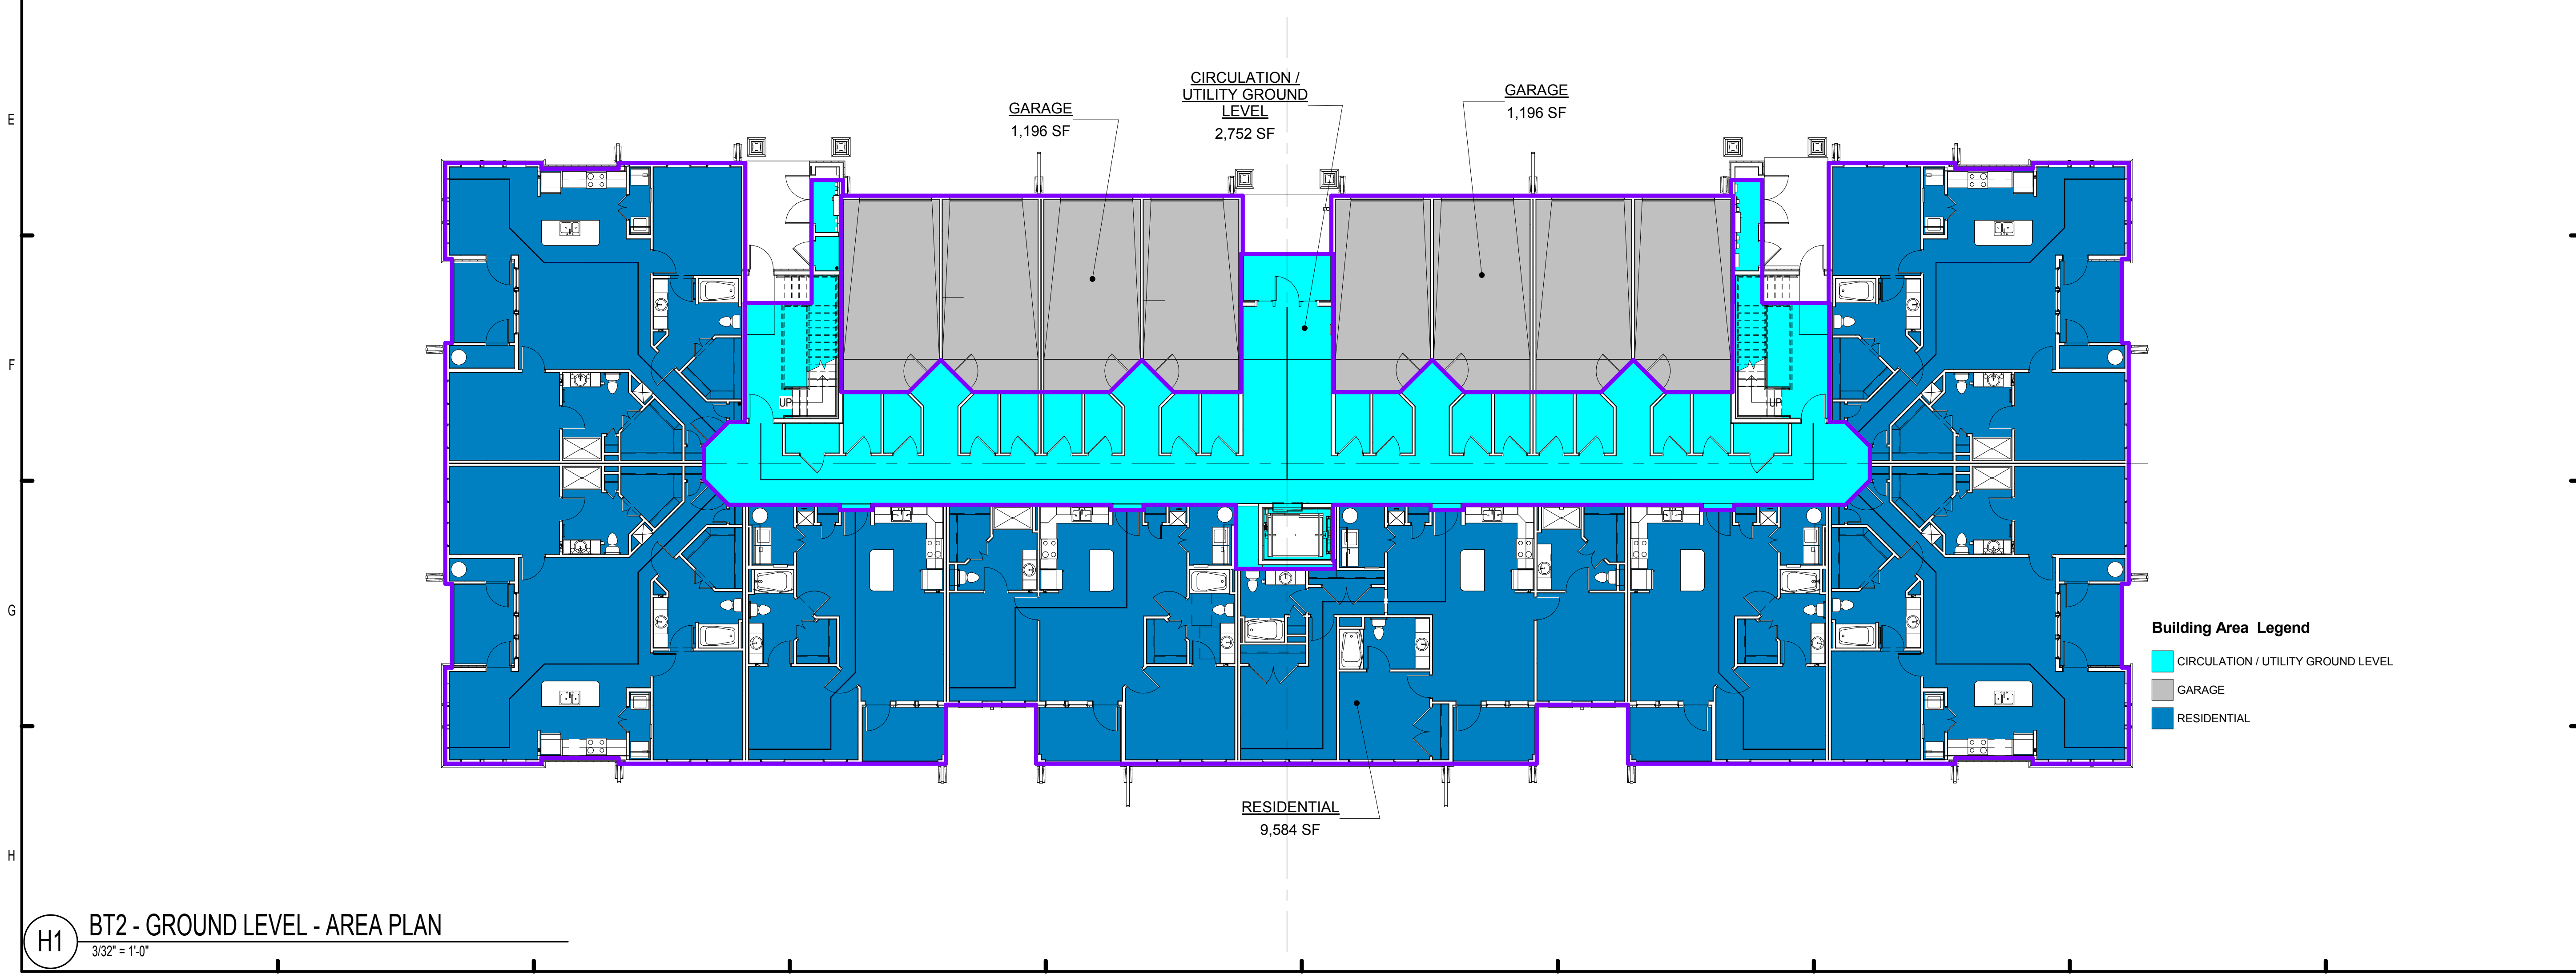 E
F
G
H
GARAGE
1,196 SF
CIRCULATION /
UTILITY GROUND
LEVEL
2,752 SF
GARAGE
1,196 SF
UP
UP
RESIDENTIAL
9,584 SF
Building Area Legend
CIRCULATION / UTILITY GROUND LEVEL
GARAGE
RESIDENTIAL
H1
BT2 - GROUND LEVEL - AREA PLAN
3/32" = 1'-0"